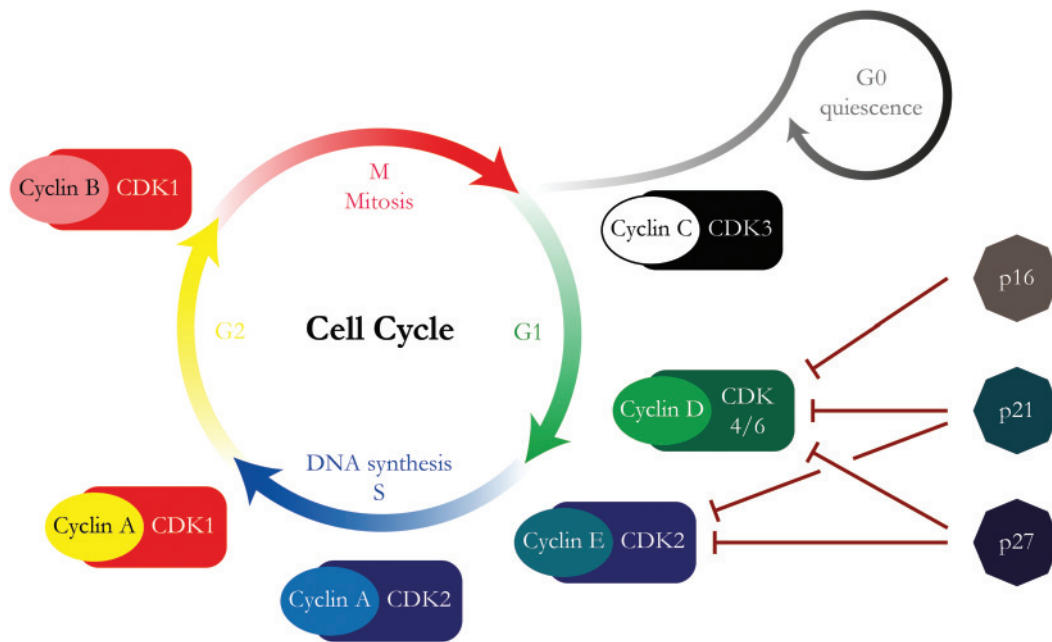 G0
quiescence
Cyclin B CDK1
M
Mitosis
Cyclin C CDK3
p16
G2
Cell Cycle
G1
Cyclin D CDK
4/6
p21
DNA synthesis
S
Cyclin A CDK1
Cyclin E CDK2
p27
Cyclin A CDK2